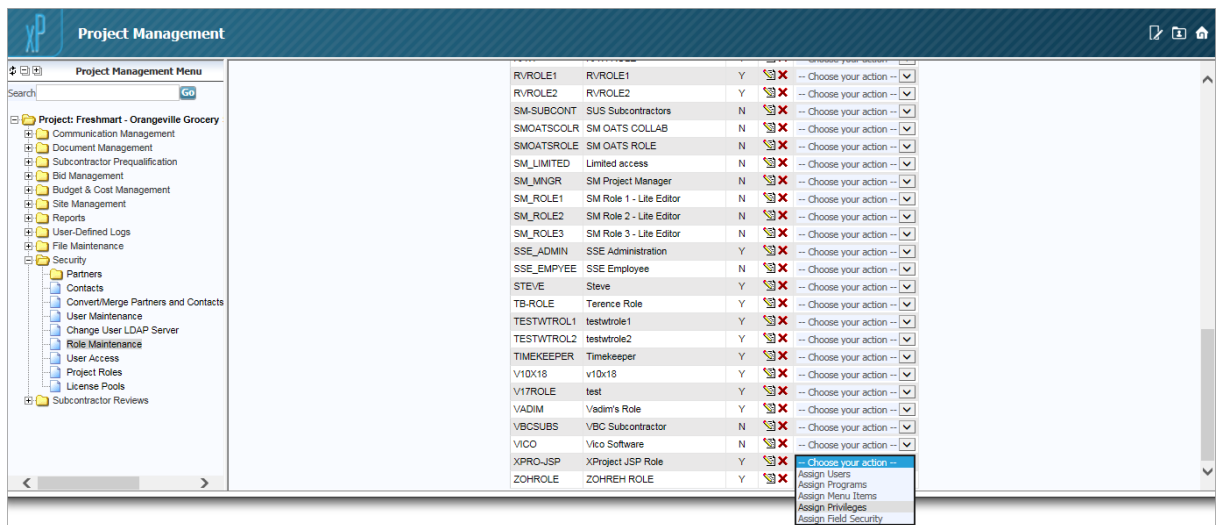 xP Project Management
Project Management Menu
Search Go
Project: Freshmart - Orangeville Grocery
Communication Management
Document Management
Subcontractor Prequalification
Bid Management
Budget & Cost Management
Site Management
Reports
User-Defined Logs
File Maintenance
Security
Partners
Contacts
Convert/Merge Partners and Contacts
User Maintenance
Change User LDAP Server
Role Maintenance
User Access
Project Roles
License Pools
Subcontractor Reviews
RVROLE1 RVROLE1 Y -- Choose your action --
RVROLE2 RVROLE2 Y -- Choose your action --
SM-SUBCONT SUS Subcontractors N -- Choose your action --
SMOATSCOLR SM OATS COLLAB N -- Choose your action --
SMOATSROLE SM OATS ROLE N -- Choose your action --
SM_LIMITED Limited access N -- Choose your action --
SM_MNGR SM Project Manager N -- Choose your action --
SM_ROLE1 SM Role 1 - Lite Editor N -- Choose your action --
SM_ROLE2 SM Role 2 - Lite Editor N -- Choose your action --
SM_ROLE3 SM Role 3 - Lite Editor N -- Choose your action --
SSE_ADMIN SSE Administration Y -- Choose your action --
SSE_EMPYEE SSE Employee N -- Choose your action --
STEVE Steve Y -- Choose your action --
TB-ROLE Terence Role Y -- Choose your action --
TESTWTROL1 testwtrole1 Y -- Choose your action --
TESTWTROL2 testwtrole2 Y -- Choose your action --
TIMEKEEPER Timekeeper Y -- Choose your action --
V10X18 v10x18 Y -- Choose your action --
V17ROLE test Y -- Choose your action --
VADIM Vadim's Role Y -- Choose your action --
VBCSUBS VBC Subcontractor N -- Choose your action --
VICO Vico Software N -- Choose your action --
XPRO-JSP XProject JSP Role Y -- Choose your action --
ZOHROLE ZOHREH ROLE Y
Assign Users
Assign Programs
Assign Menu Items
Assign Privileges
Assign Field Security